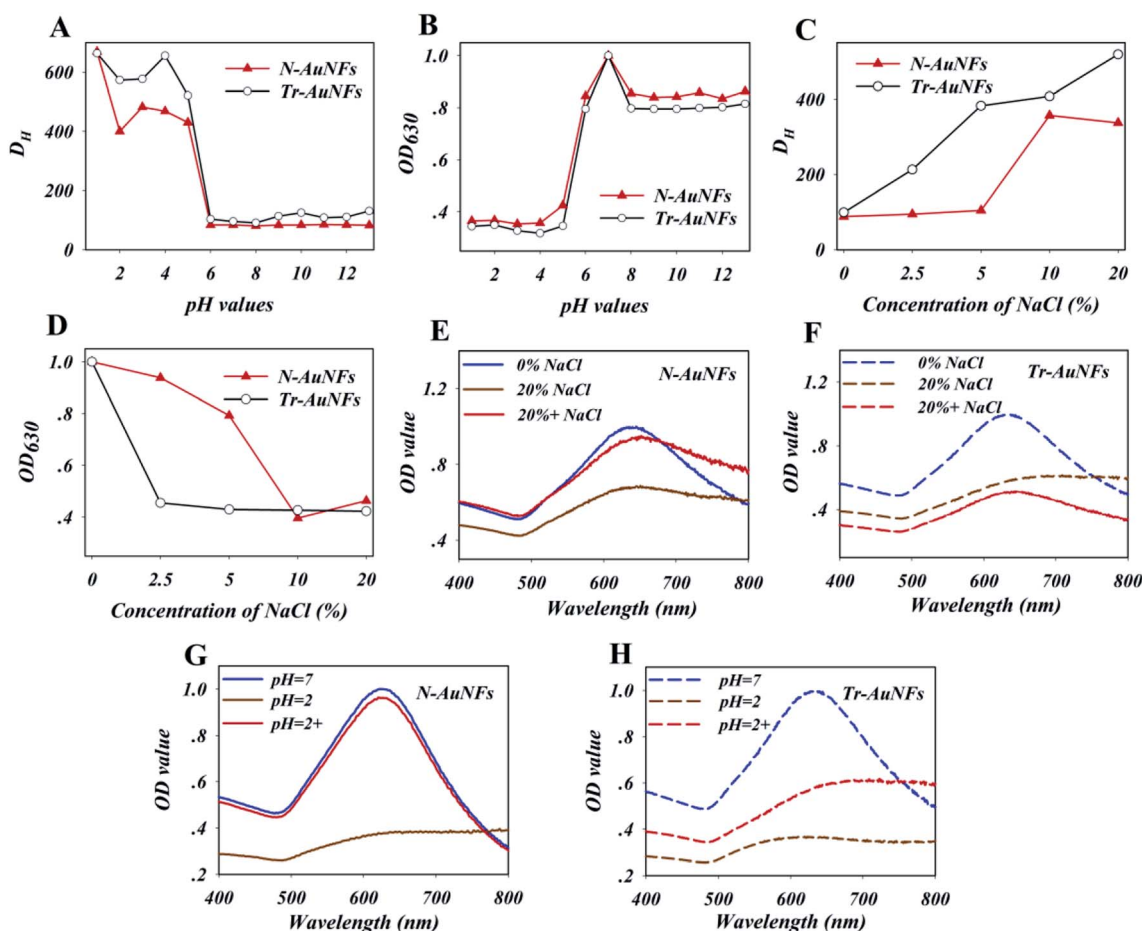 A
N-AuNFs
Tr-AuNFs
D_H
600
400
200
0
2 4 6 8 10 12
pH values
B
1.0
.8
.6
.4
OD630
N-AuNFs
Tr-AuNFs
2 4 6 8 10 12
pH values
C
N-AuNFs
Tr-AuNFs
D_H
400
200
0
0 2.5 5 10 20
Concentration of NaCl (%)
D
1.0
.8
.6
.4
OD630
N-AuNFs
Tr-AuNFs
0 2.5 5 10 20
Concentration of NaCl (%)
E
0% NaCl
20% NaCl
20%+ NaCl
N-AuNFs
1.2
.8
.4
OD value
400 500 600 700 800
Wavelength (nm)
F
0% NaCl
20% NaCl
20%+ NaCl
Tr-AuNFs
1.2
.8
.4
OD value
400 500 600 700 800
Wavelength (nm)
G
pH=7
pH=2
pH=2+
N-AuNFs
1.0
.8
.6
.4
.2
OD value
400 500 600 700 800
Wavelength (nm)
H
pH=7
pH=2
pH=2+
Tr-AuNFs
1.0
.8
.6
.4
.2
OD value
400 500 600 700 800
Wavelength (nm)